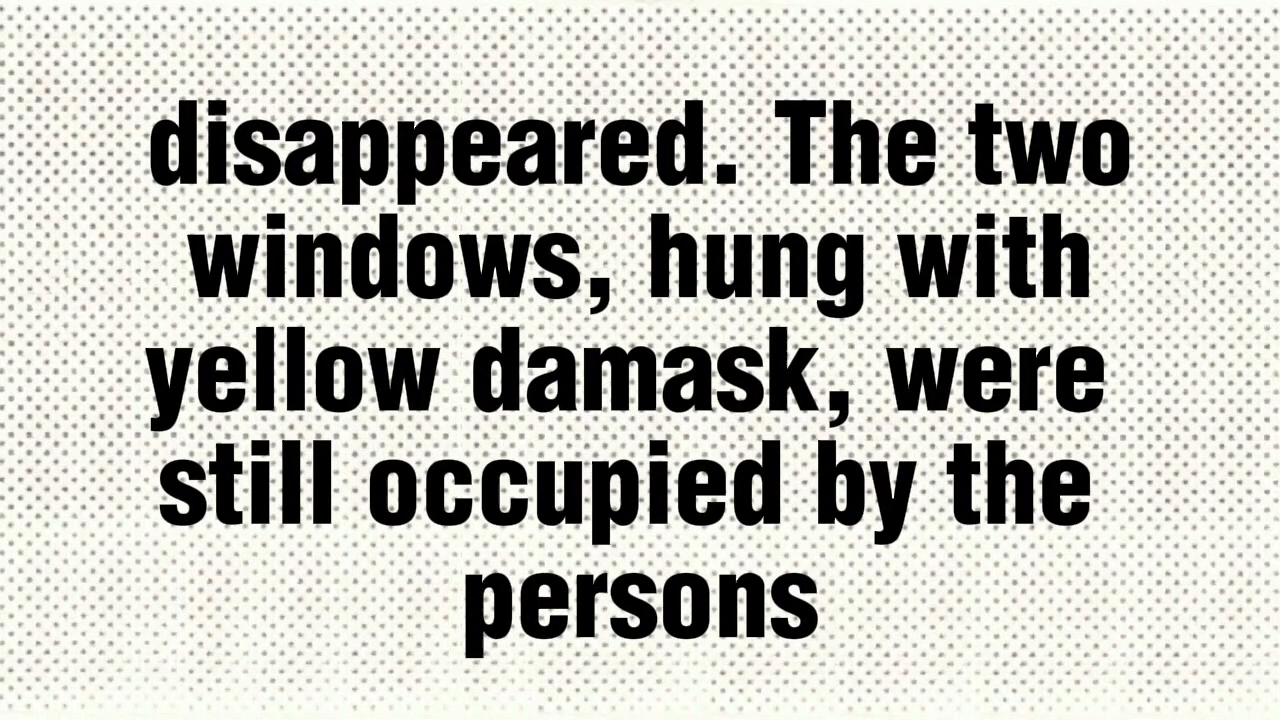 disappeared. The two
windows, hung with
yellow damask, were
still occupied by the
persons